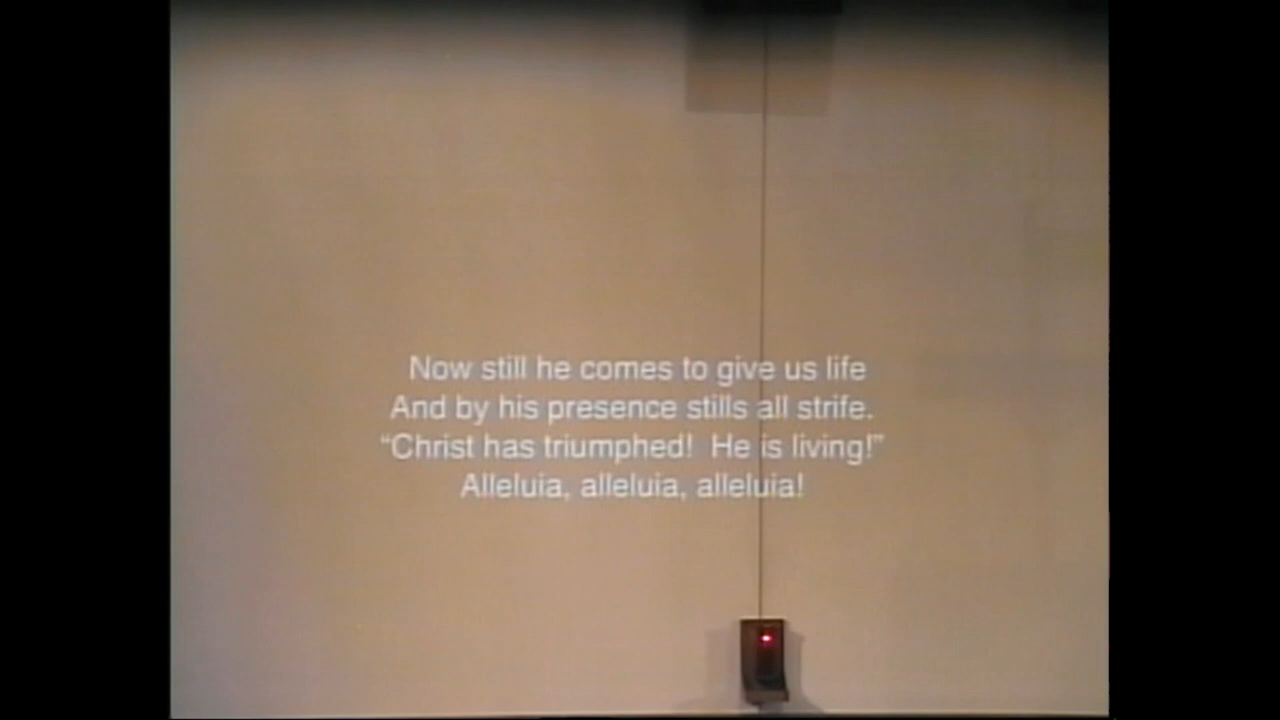 Now still he comes to give us life
And by his presence stills all strife.
“Christ has triumphed!  He is living!”
Alleluia, alleluia, alleluia!